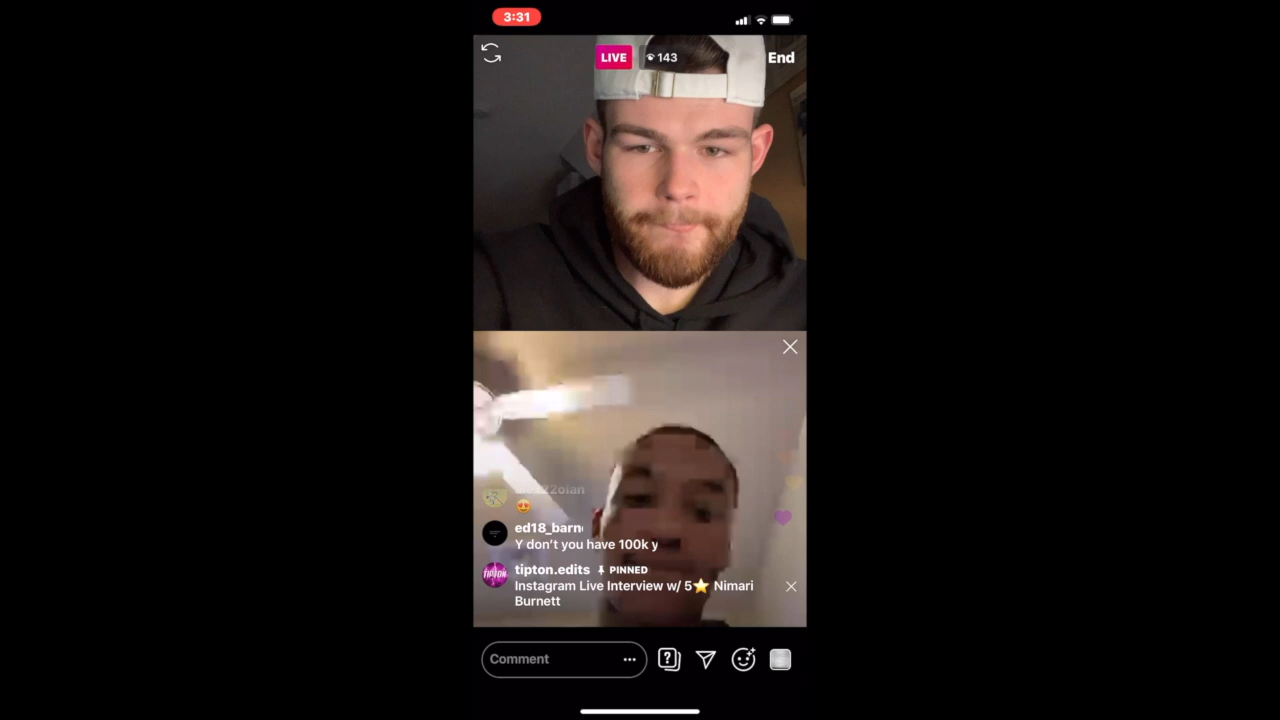 3:31
LIVE
143
End
😍
ed18_barn
Y don't you have 100k y
tipton.edits PINNED
Instagram Live Interview w/ 5⭐ Nimari
Burnett
Comment